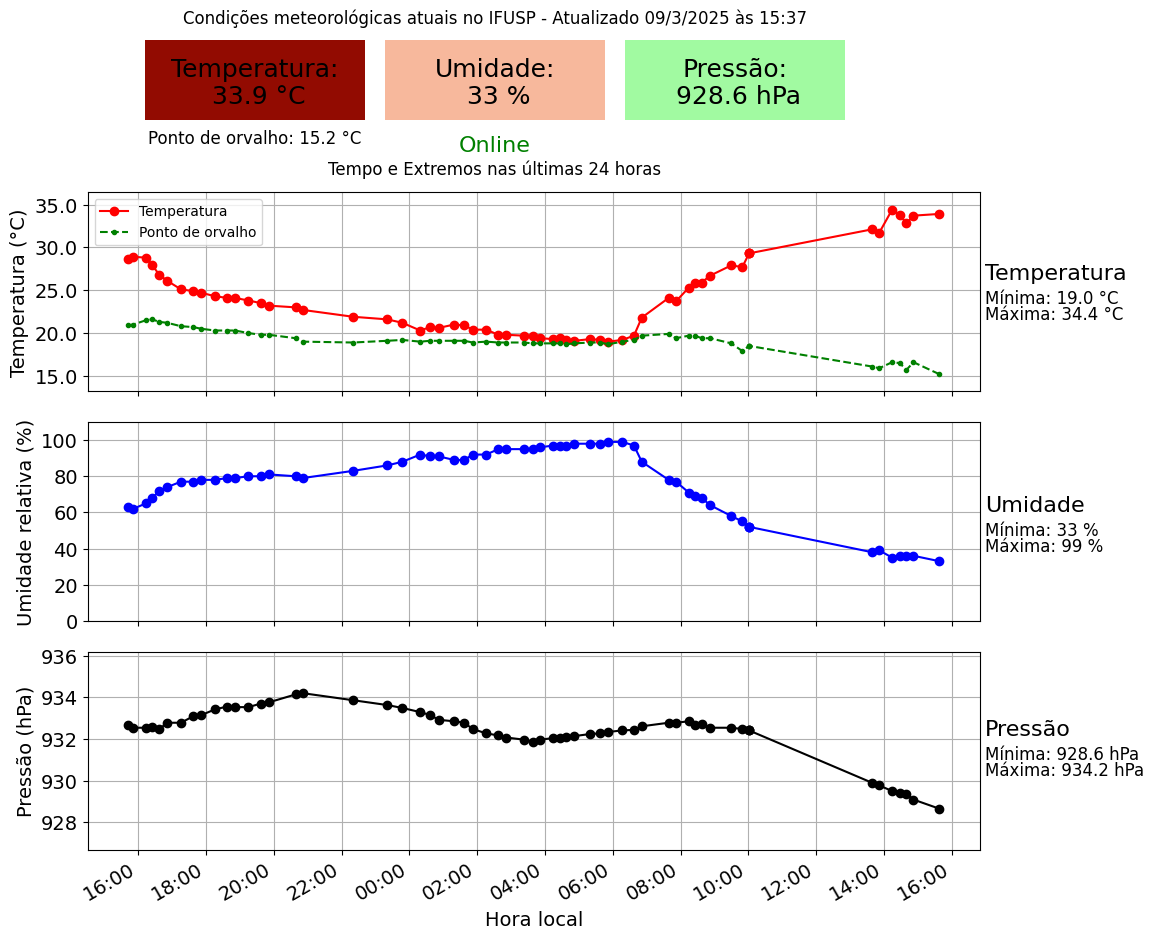 Condições meteorológicas atuais no IFUSP - Atualizado 09/3/2025 às 15:37
Temperatura:
33.9 °C
Umidade:
33 %
Pressão:
928.6 hPa
Ponto de orvalho: 15.2 °C
Online
Tempo e Extremos nas últimas 24 horas
Temperatura (°C)
35.0
30.0
25.0
20.0
15.0
Temperatura
Ponto de orvalho
Temperatura
Mínima: 19.0 °C
Máxima: 34.4 °C
Umidade relativa (%)
100
80
60
40
20
0
Umidade
Mínima: 33 %
Máxima: 99 %
Pressão (hPa)
936
934
932
930
928
Pressão
Mínima: 928.6 hPa
Máxima: 934.2 hPa
16:00 18:00 20:00 22:00 00:00 02:00 04:00 06:00 08:00 10:00 12:00 14:00 16:00
Hora local